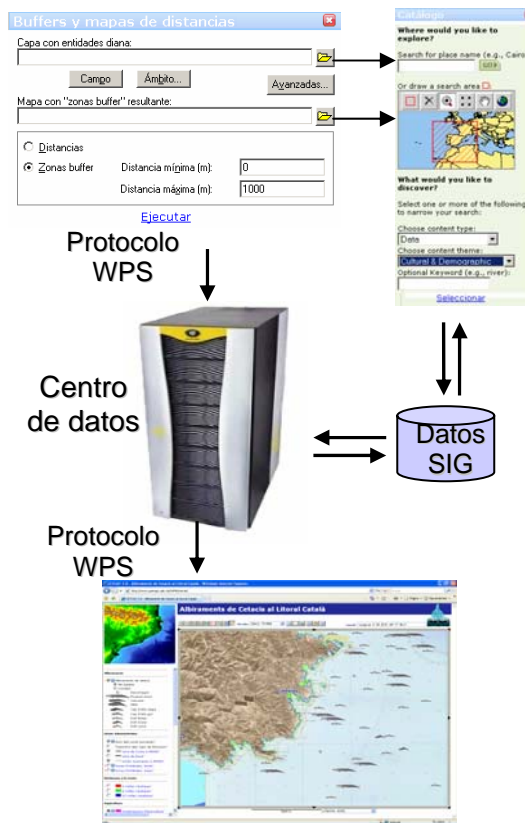 Buffers y mapas de distancias
Capa con entidades diana:
Campo
Ámbito...
Avanzadas...
Mapa con "zonas buffer" resultante:
Distancias
Zonas buffer
Distancia mínima (m):
0
Distancia máxima (m):
1000
Ejecutar
Catálogo
Where would you like to
explore?
Search for place name (e.g., Cairo
GO
Or draw a search area
What would you like to
discover?
Select one or more of the following
to narrow your search:
Choose content type:
Data
Choose content theme:
Cultural & Demographic
Optional Keyword (e.g., river):
Seleccionar
Protocolo
WPS
Centro
de datos
Datos
SIG
Protocolo
WPS
Albiraments de Cetacis al Litoral Català